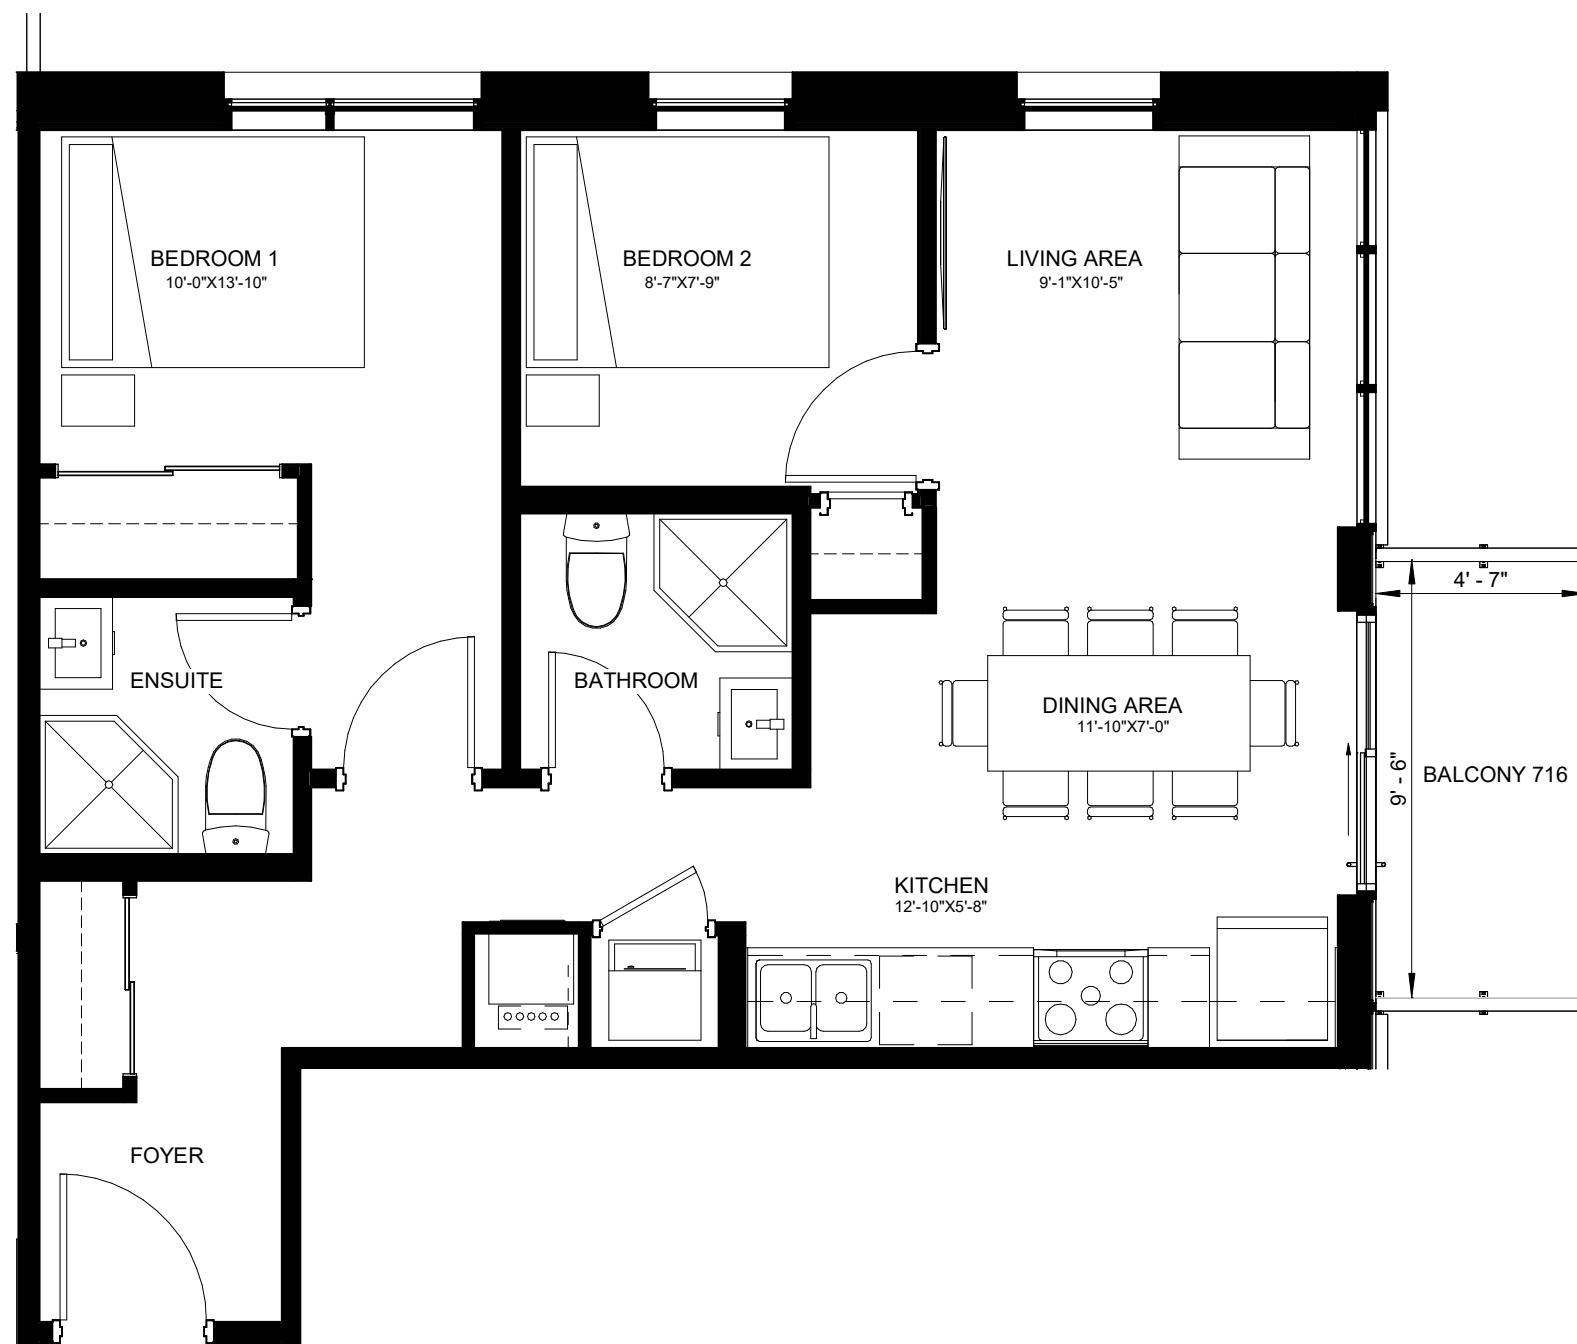 BEDROOM 1
10'-0"X13'-10"
BEDROOM 2
8'-7"X7'-9"
LIVING AREA
9'-1"X10'-5"
4' - 7"
ENSUITE
BATHROOM
DINING AREA
11'-10"X7'-0"
9' - 6"
BALCONY 716
KITCHEN
12'-10"X5'-8"
FOYER